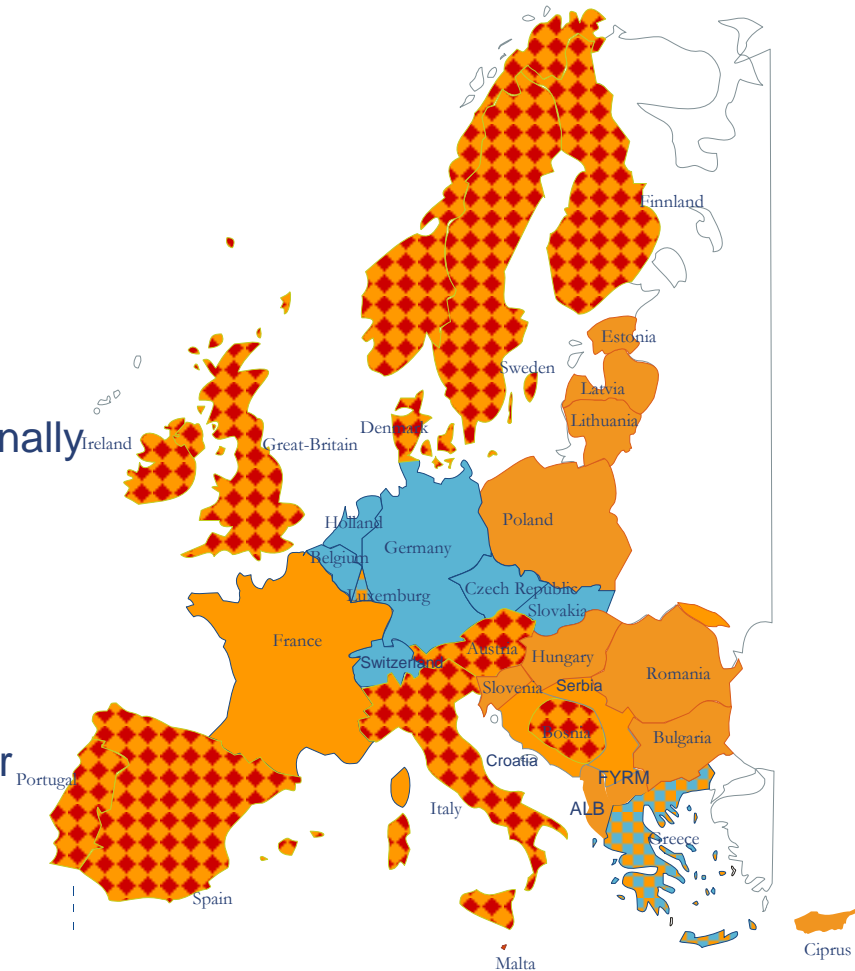 Finnland
Estonia
Sweden
Latvia
Lithuania
Denmark
nally
Ireland
Great-Britain
Holland
Poland
Germany
Belgium
Czech Republic
Luxemburg
Slovakia
France
Austria
Hungary
Switzerland
Romania
Slovenia
Serbia
Bosnia
Bulgaria
Croatia
r
Portugal
FYRM
ALB
Italy
Greece
Spain
Ciprus
Malta